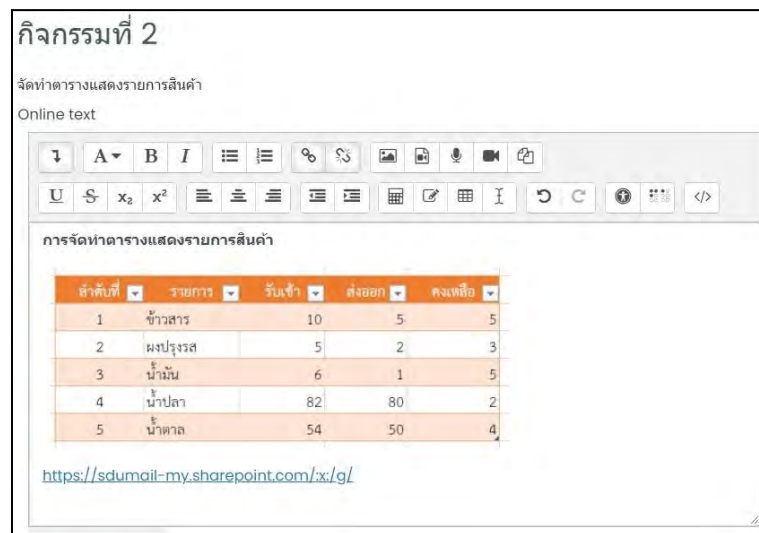 กิจกรรมที่ 2
จัดทำตารางแสดงรายการสินค้า
Online text
A B I
U S x₂ x² </>
การจัดทำตารางแสดงรายการสินค้า
ลำดับที่ รายการ รับเข้า ส่งออก คงเหลือ
1 ข้าวสาร 10 5 5
2 ผงปรุงรส 5 2 3
3 น้ำมัน 6 1 5
4 น้ำปลา 82 80 2
5 น้ำตาล 54 50 4
https://sdumail-my.sharepoint.com/:x:/g/